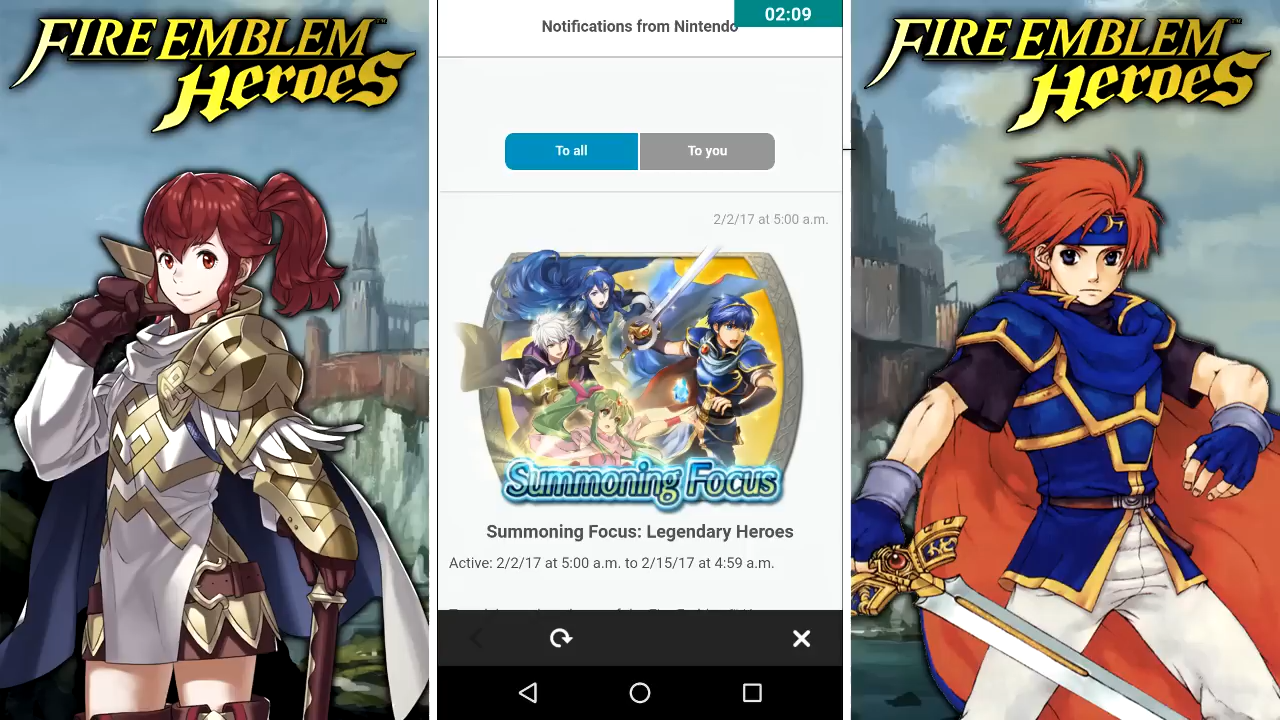 FIRE EMBLEM
Heroes
Notifications from Nintendo
02:09
To all
To you
2/2/17 at 5:00 a.m.
Summoning Focus
Summoning Focus: Legendary Heroes
Active: 2/2/17 at 5:00 a.m. to 2/15/17 at 4:59 a.m.
FIRE EMBLEM
Heroes